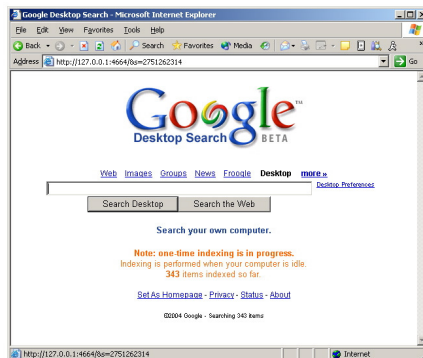 Google Desktop Search - Microsoft Internet Explorer
File Edit View Favorites Tools Help
Back Search Favorites Media
Address http://127.0.0.1:4664/&s=2751262314 Go
Google™
Desktop Search BETA
Web Images Groups News Froogle Desktop more »
Desktop Preferences
Search Desktop Search the Web
Search your own computer.
Note: one-time indexing is in progress.
Indexing is performed when your computer is idle.
343 items indexed so far.
Set As Homepage - Privacy - Status - About
©2004 Google - Searching 343 items
http://127.0.0.1:4664/&s=2751262314 Internet